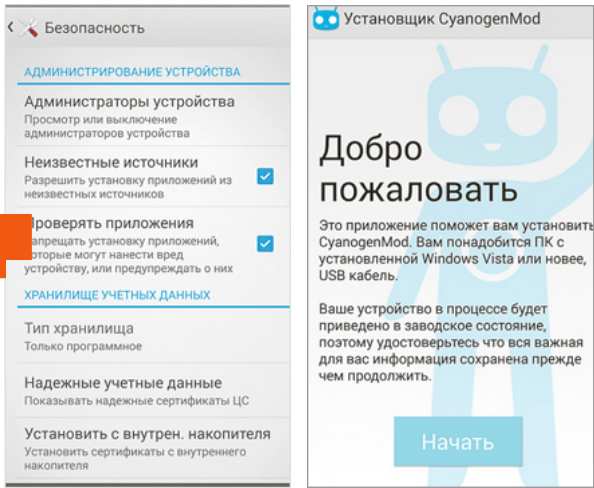 Безопасность
АДМИНИСТРИРОВАНИЕ УСТРОЙСТВА
Администраторы устройства
Просмотр или выключение
администраторов устройства
Неизвестные источники
Разрешить установку приложений из
неизвестных источников
Проверять приложения
Запрещать установку приложений,
которые могут нанести вред
устройству, или предупреждать о них
ХРАНИЛИЩЕ УЧЕТНЫХ ДАННЫХ
Тип хранилища
Только программное
Надежные учетные данные
Показывать надежные сертификаты ЦС
Установить с внутрен. накопителя
Установить сертификаты с внутреннего
накопителя
Установщик CyanogenMod
Добро
пожаловать
Это приложение поможет вам установить
CyanogenMod. Вам понадобится ПК с
установленной Windows Vista или новее,
USB кабель.
Ваше устройство в процессе будет
приведено в заводское состояние,
поэтому удостоверьтесь что вся важная
для вас информация сохранена прежде
чем продолжить.
Начать